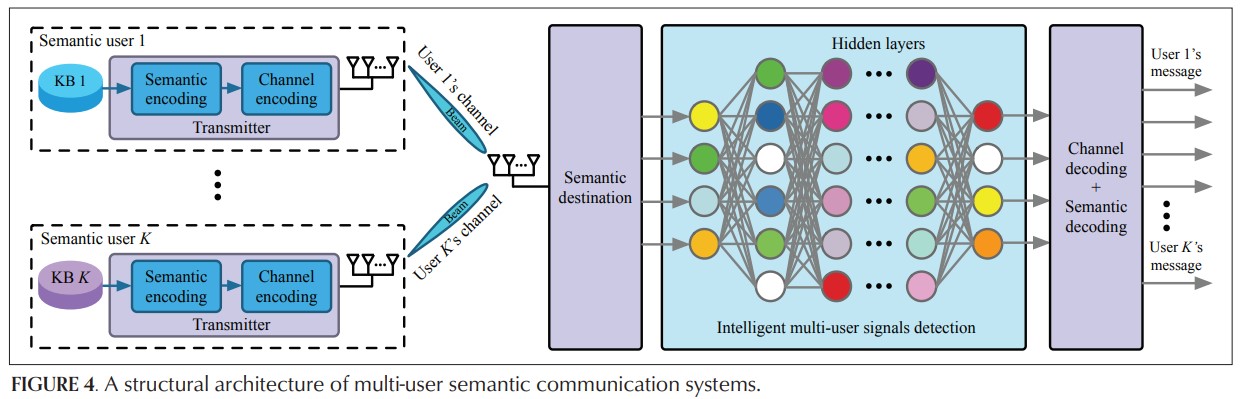 Semantic user 1
KB 1
Semantic
encoding
Channel
encoding
Transmitter
User 1's channel
Beam
Semantic user K
KB K
Semantic
encoding
Channel
encoding
Transmitter
Beam
User K's channel
Semantic
destination
Hidden layers
Intelligent multi-user signals detection
Channel
decoding
+
Semantic
decoding
User 1's
message
User K's
message
FIGURE 4. A structural architecture of multi-user semantic communication systems.